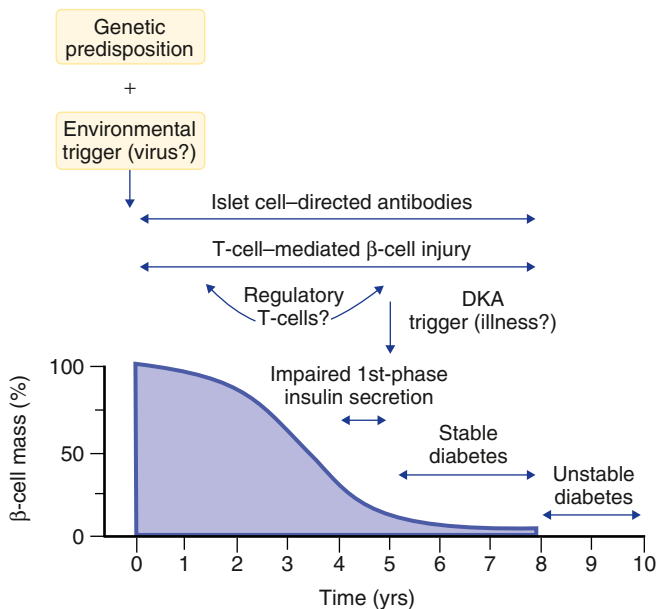 Genetic
predisposition
+
Environmental
trigger (virus?)
Islet cell–directed antibodies
T-cell–mediated β-cell injury
Regulatory
T-cells?
DKA
trigger (illness?)
Impaired 1st-phase
insulin secretion
Stable
diabetes
Unstable
diabetes
β-cell mass (%)
100
50
0
0 1 2 3 4 5 6 7 8 9 10
Time (yrs)